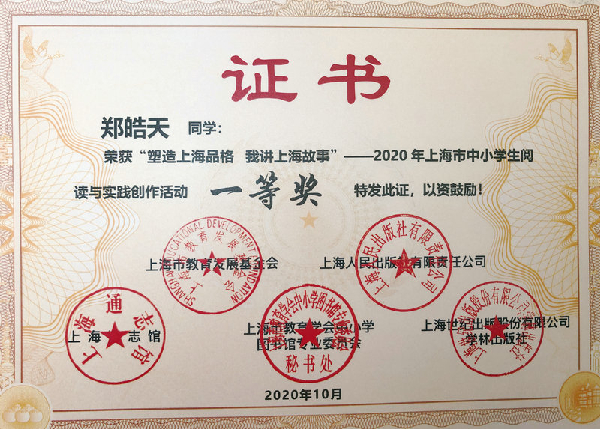 证书
郑皓天 同学：
荣获“塑造上海品格 我讲上海故事”——2020年上海市中小学生阅
读与实践创作活动 一等奖 特发此证，以资鼓励！
上海市教育发展基金会 上海人民出版社有限责任公司
上海通志馆 上海市教育学会中小学 上海世纪出版股份有限公司
图书馆专业委员会 学林出版社
秘书处
2020年10月